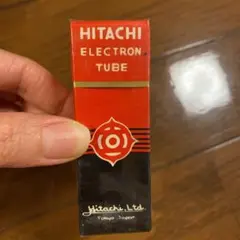 HITACHI
ELECTRON
TUBE
Hitachi, Ltd.
Tokyo Japan